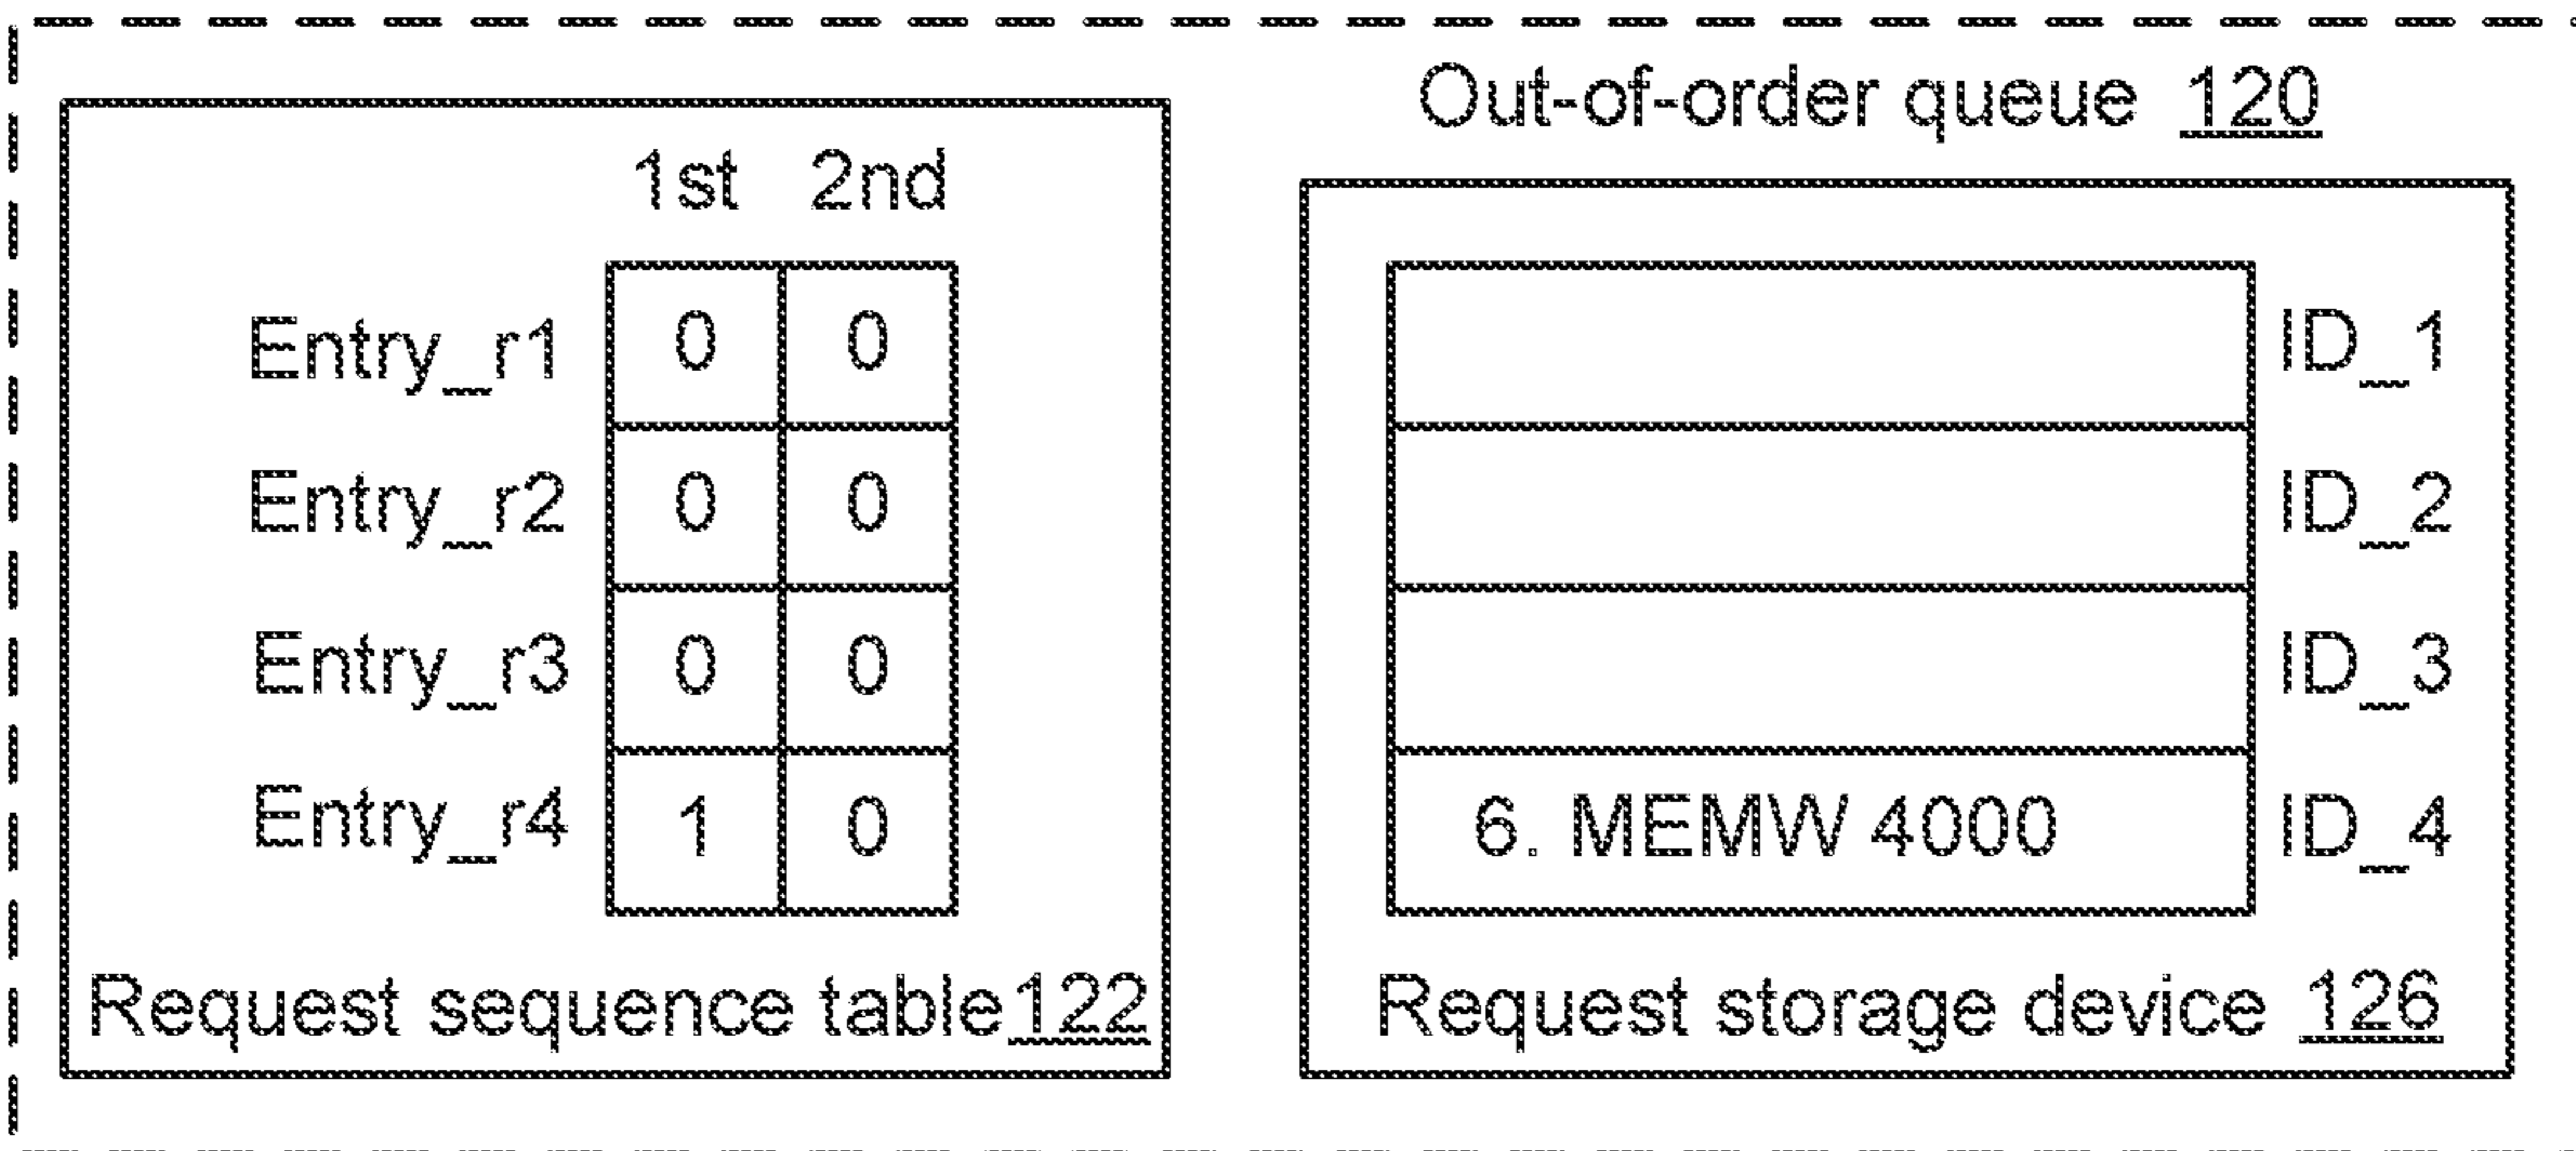 Out-of-order queue 120
1st 2nd
Entry_r1 0 0
Entry_r2 0 0
Entry_r3 0 0
Entry_r4 1 0
Request sequence table 122
ID_1
ID_2
ID_3
6. MEMW 4000 ID_4
Request storage device 126